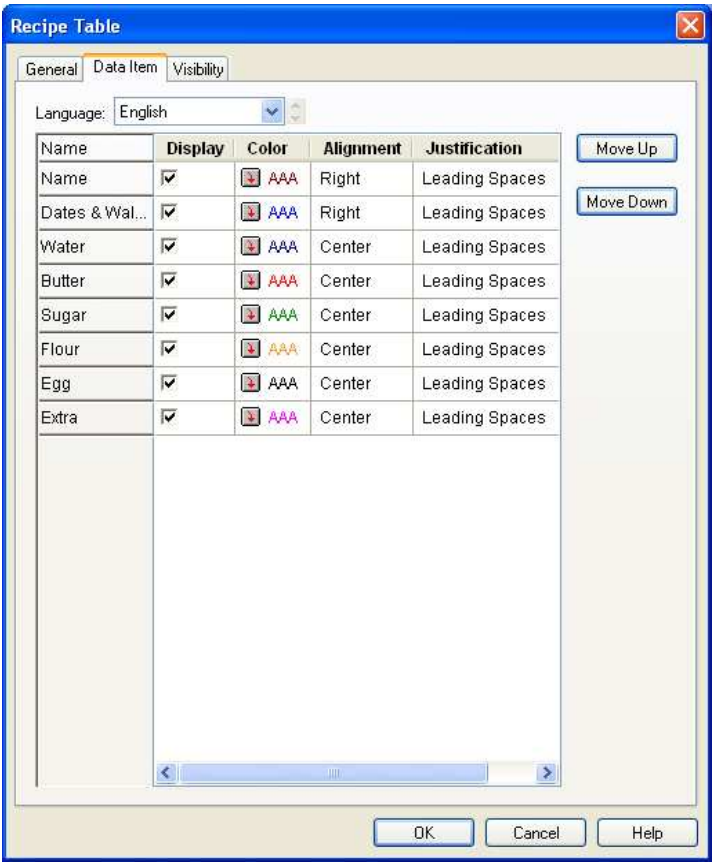 Recipe Table
General Data Item Visibility
Language: English
Name Display Color Alignment Justification
Name AAA Right Leading Spaces
Dates & Wal... AAA Right Leading Spaces
Water AAA Center Leading Spaces
Butter AAA Center Leading Spaces
Sugar AAA Center Leading Spaces
Flour AAA Center Leading Spaces
Egg AAA Center Leading Spaces
Extra AAA Center Leading Spaces
Move Up
Move Down
OK Cancel Help